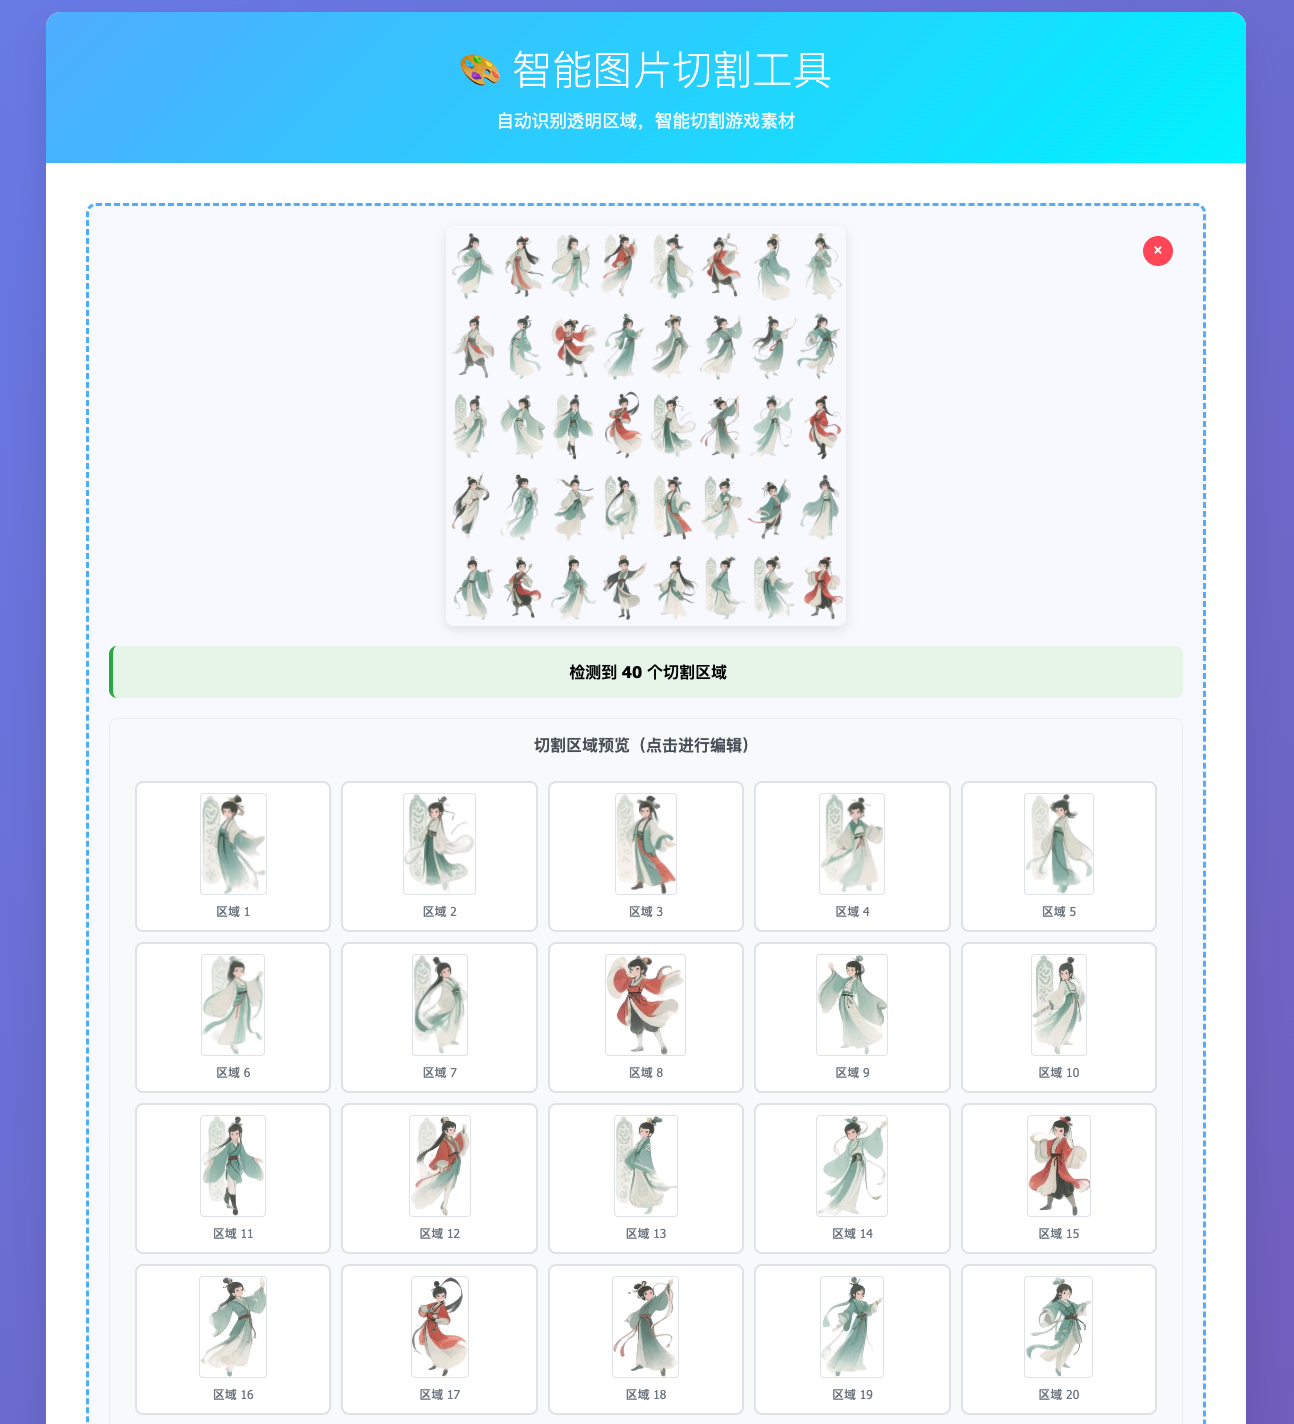 🎨 智能图片切割工具
自动识别透明区域，智能切割游戏素材
×
检测到 40 个切割区域
切割区域预览（点击进行编辑）
区域 1
区域 2
区域 3
区域 4
区域 5
区域 6
区域 7
区域 8
区域 9
区域 10
区域 11
区域 12
区域 13
区域 14
区域 15
区域 16
区域 17
区域 18
区域 19
区域 20